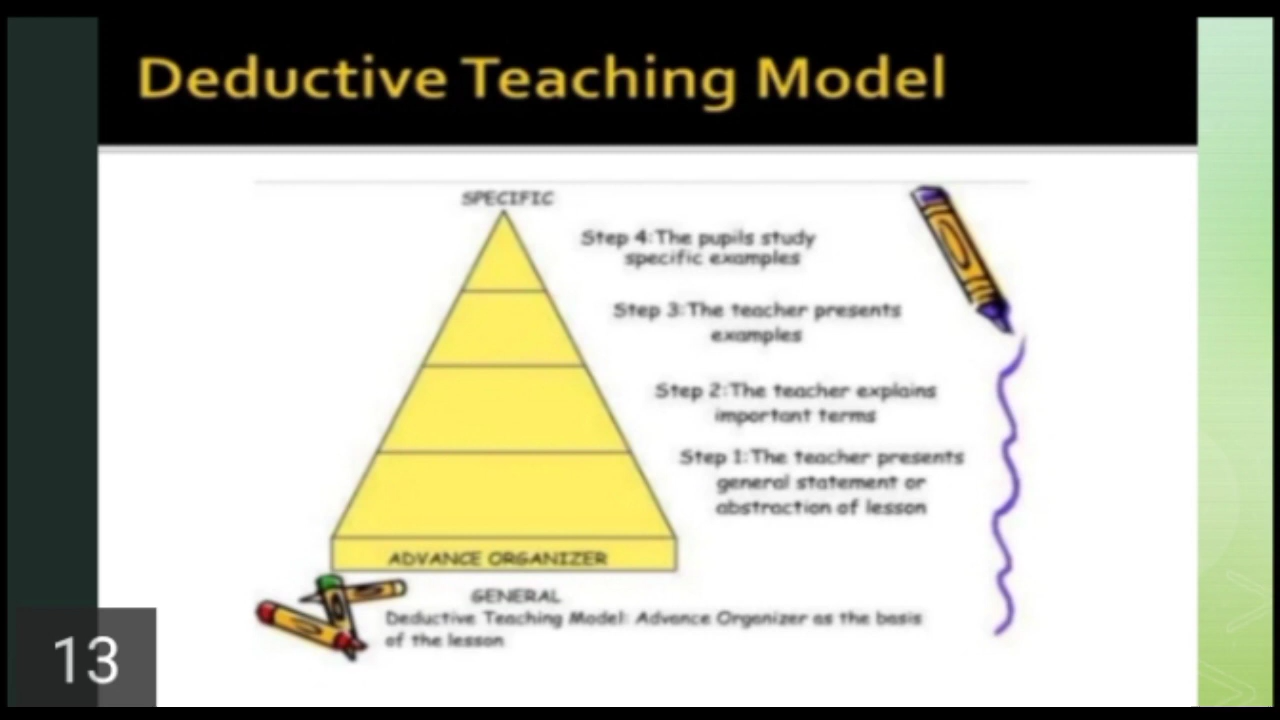 Deductive Teaching Model
SPECIFIC
Step 4:The pupils study
specific examples
Step 3:The teacher presents
examples
Step 2:The teacher explains
important terms
Step 1:The teacher presents
general statement or
abstraction of lesson
ADVANCE ORGANIZER
GENERAL
Deductive Teaching Model: Advance Organizer as the basis
of the lesson
13